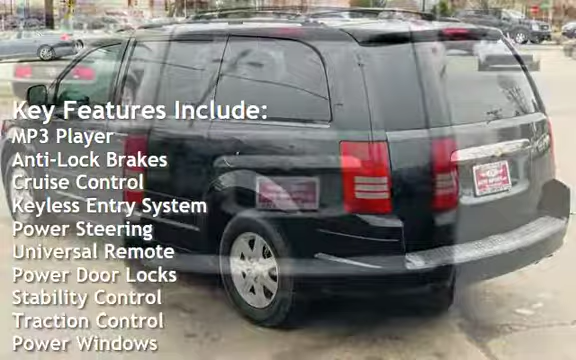 Key Features Include:
MP3 Player
Anti-Lock Brakes
Cruise Control
Keyless Entry System
Power Steering
Universal Remote
Power Door Locks
Stability Control
Traction Control
Power Windows